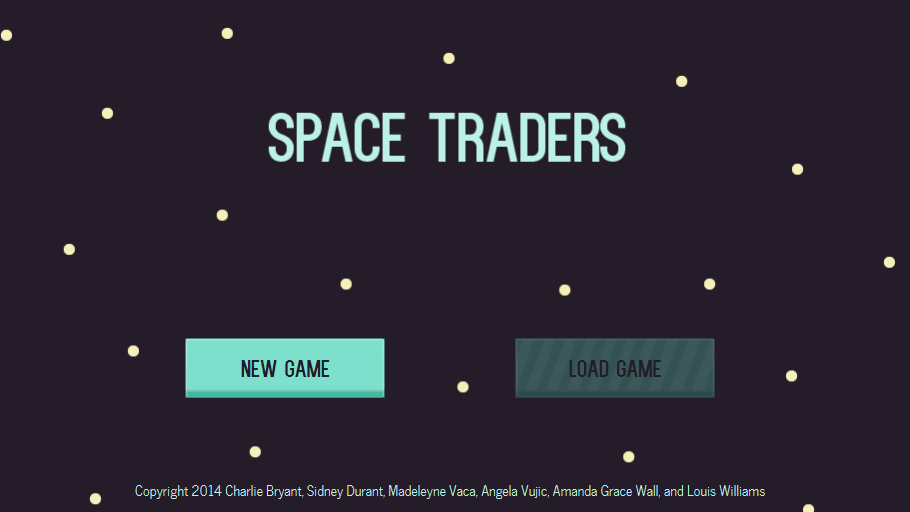 SPACE TRADERS
NEW GAME
LOAD GAME
Copyright 2014 Charlie Bryant, Sidney Durant, Madeleyne Vaca, Angela Vujic, Amanda Grace Wall, and Louis Williams